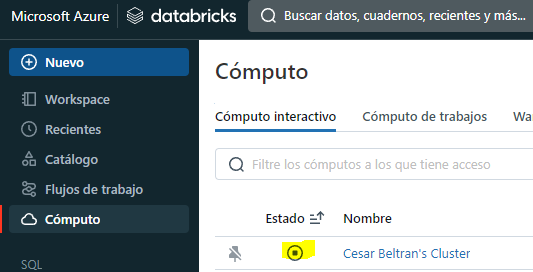 Microsoft Azure
databricks
Buscar datos, cuadernos, recientes y más...
Nuevo
Workspace
Recientes
Catálogo
Flujos de trabajo
Cómputo
SQL
Cómputo
Cómputo interactivo
Cómputo de trabajos
Filtre los cómputos a los que tiene acceso
Estado
Nombre
Cesar Beltran's Cluster